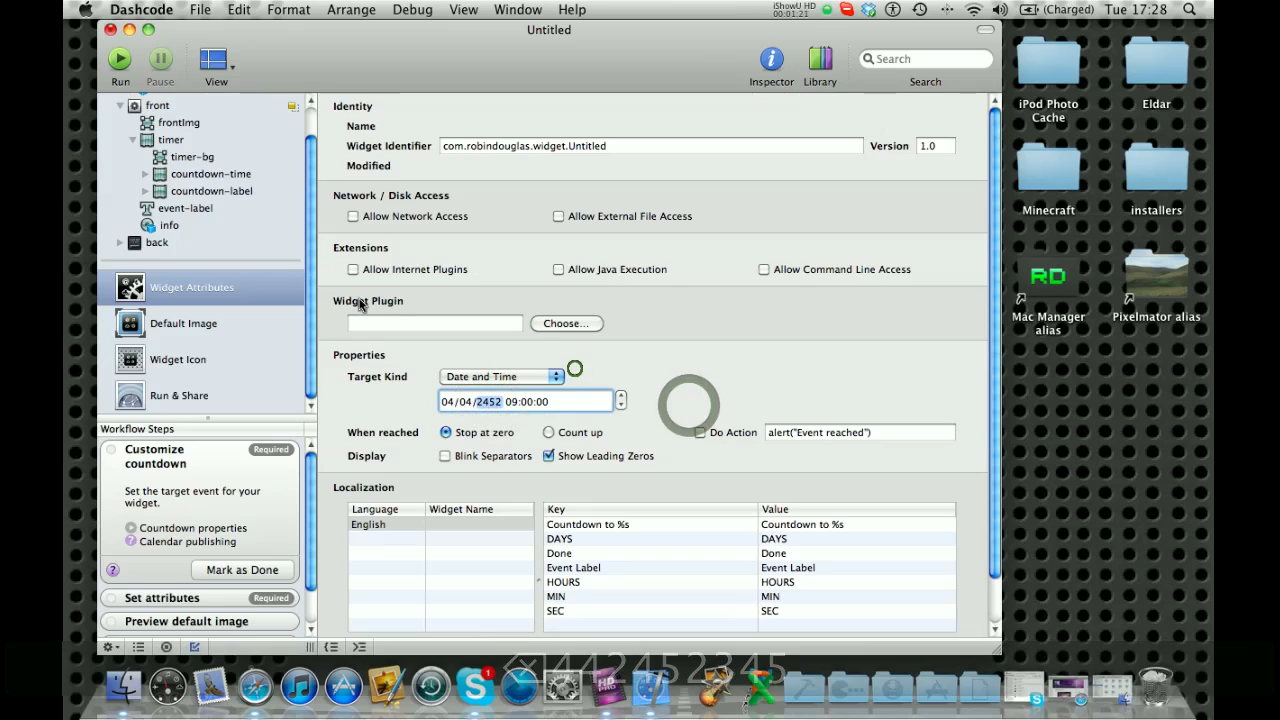 Dashcode File Edit Format Arrange Debug View Window Help iShowU HD 00:01:21 (Charged) Tue 17:28
Untitled
Run Pause View Inspector Library Search
Search
front
frontImg
timer
timer-bg
countdown-time
countdown-label
event-label
info
back
Widget Attributes
Default Image
Widget Icon
Run & Share
Workflow Steps
Customize countdown Required
Set the target event for your
widget.
Countdown properties
Calendar publishing
? Mark as Done
Set attributes Required
Preview default image
Identity
Name
Widget Identifier com.robindouglas.widget.Untitled Version 1.0
Modified
Network / Disk Access
Allow Network Access Allow External File Access
Extensions
Allow Internet Plugins Allow Java Execution Allow Command Line Access
Widget Plugin
Choose...
Properties
Target Kind Date and Time
04/04/2452 09:00:00
When reached Stop at zero Count up Do Action alert("Event reached")
Display Blink Separators Show Leading Zeros
Localization
Language Widget Name Key Value
English Countdown to %s Countdown to %s
DAYS DAYS
Done Done
Event Label Event Label
HOURS HOURS
MIN MIN
SEC SEC
442452345
iPod Photo Cache
Eldar
Minecraft
installers
RD
Mac Manager alias
Pixelmator alias
1
HD PRO